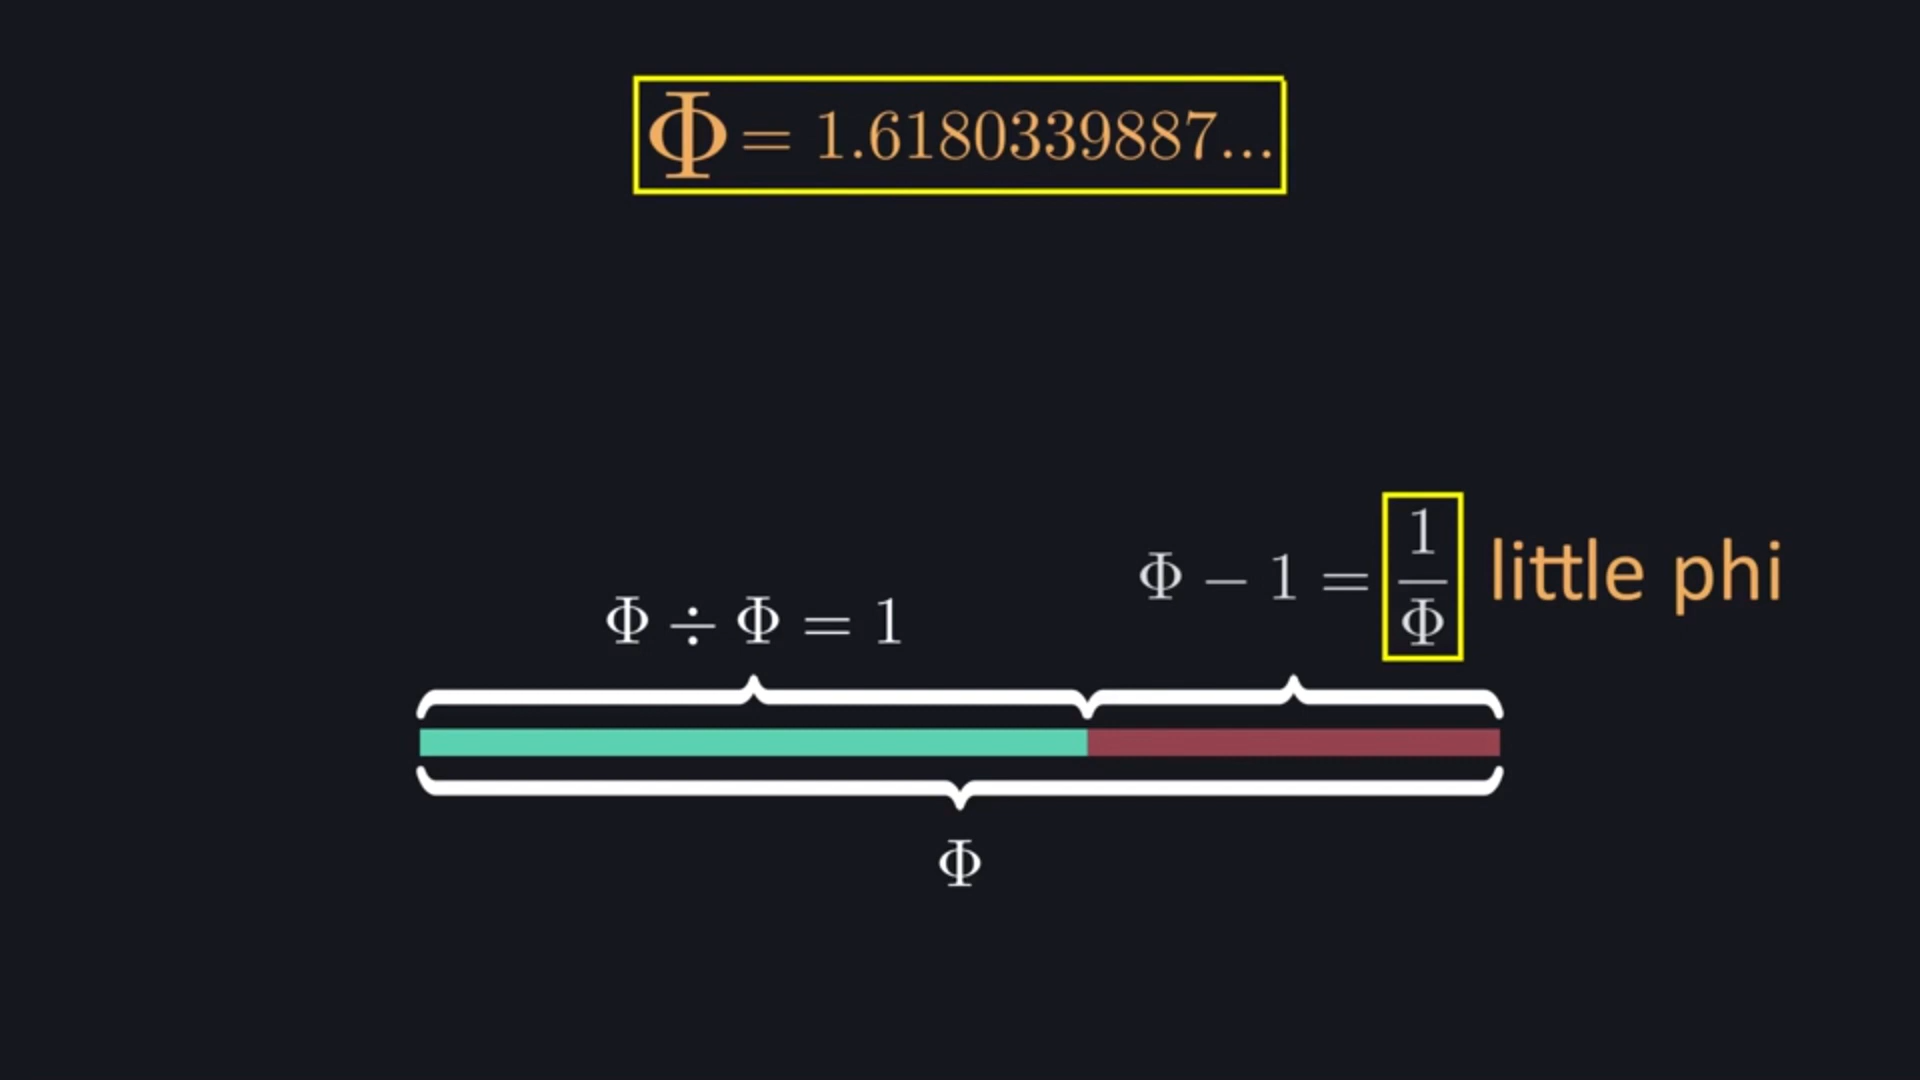 Φ = 1.6180339887...
Φ − 1 = 1/Φ little phi
Φ ÷ Φ = 1
Φ